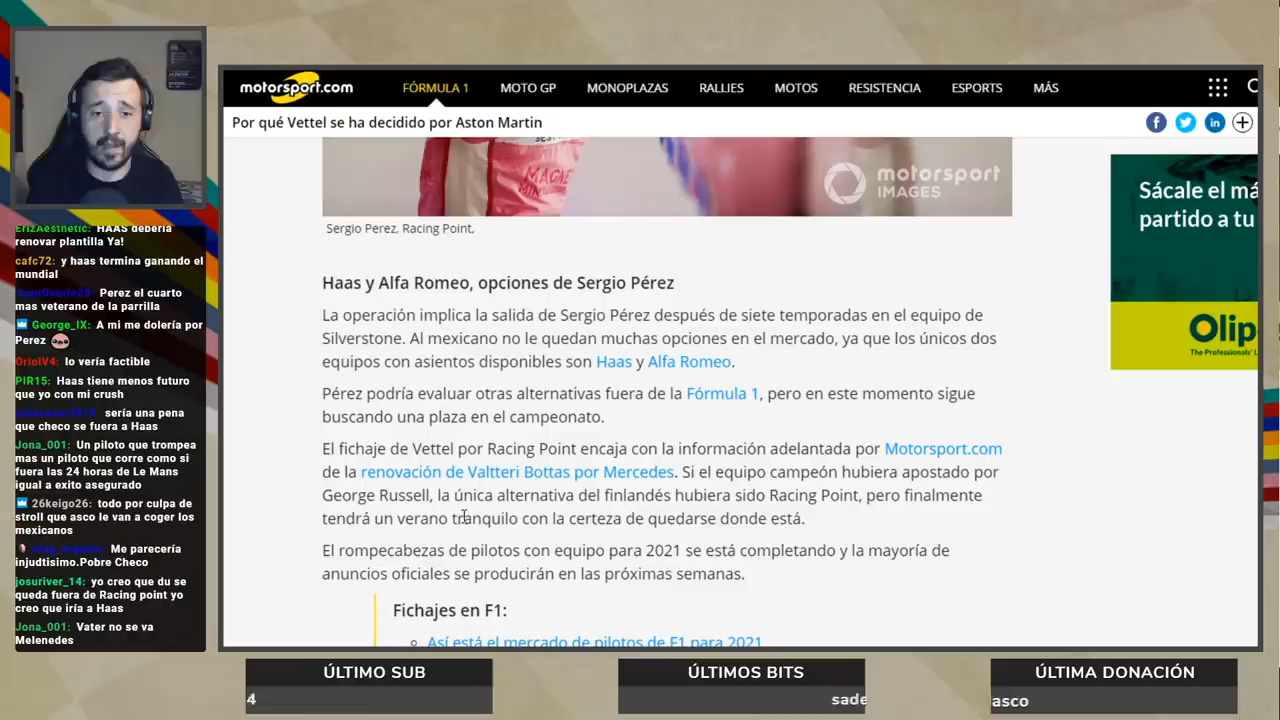 motorsport.com
FÓRMULA 1
MOTO GP
MONOPLAZAS
RALLIES
MOTOS
RESISTENCIA
ESPORTS
MÁS
Por qué Vettel se ha decidido por Aston Martin
motorsport
IMAGES
Sergio Perez, Racing Point,
Haas y Alfa Romeo, opciones de Sergio Pérez
La operación implica la salida de Sergio Pérez después de siete temporadas en el equipo de
Silverstone. Al mexicano no le quedan muchas opciones en el mercado, ya que los únicos dos
equipos con asientos disponibles son Haas y Alfa Romeo.
Pérez podría evaluar otras alternativas fuera de la Fórmula 1, pero en este momento sigue
buscando una plaza en el campeonato.
El fichaje de Vettel por Racing Point encaja con la información adelantada por Motorsport.com
de la renovación de Valtteri Bottas por Mercedes. Si el equipo campeón hubiera apostado por
George Russell, la única alternativa del finlandés hubiera sido Racing Point, pero finalmente
tendrá un verano tranquilo con la certeza de quedarse donde está.
El rompecabezas de pilotos con equipo para 2021 se está completando y la mayoría de
anuncios oficiales se producirán en las próximas semanas.
Fichajes en F1:
Así está el mercado de pilotos de F1 para 2021
Sácale el má
partido a tu
Olip
The Professionals'
ErizAesthetic: HAAS debería
renovar plantilla Ya!
cafc72: y haas termina ganando el
mundial
Perez el cuarto
mas veterano de la parrilla
George_IX: A mi me dolería por
Perez
OrioiV4: lo vería factible
PIR15: Haas tiene menos futuro
que yo con mi crush
sería una pena
que checo se fuera a Haas
Jona_001: Un piloto que trompea
mas un piloto que corre como si
fuera las 24 horas de Le Mans
igual a exito asegurado
26keigo26: todo por culpa de
stroll que asco le van a coger los
mexicanos
Me parecería
injudtisimo.Pobre Checo
josuriver_14: yo creo que du se
queda fuera de Racing point yo
creo que iría a Haas
Jona_001: Vater no se va
Melenedes
ÚLTIMO SUB
4
ÚLTIMOS BITS
sade
ÚLTIMA DONACIÓN
asco